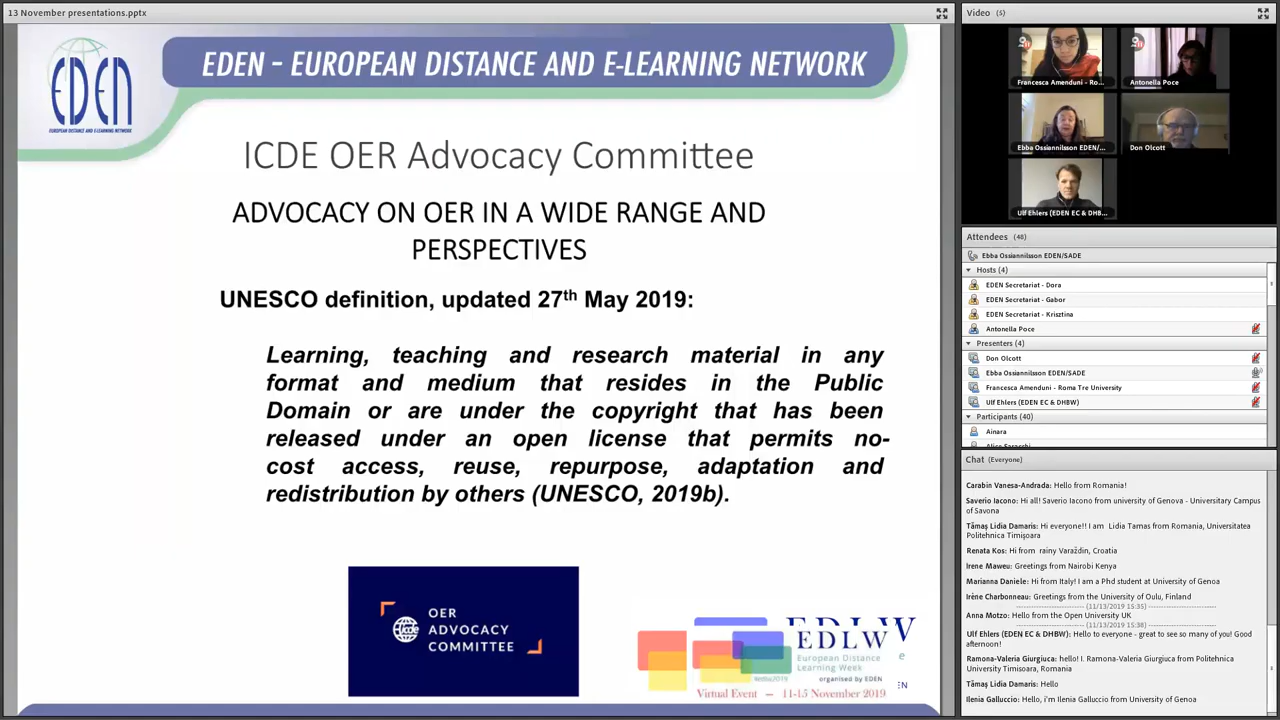 13 November presentations.pptx
EDEN
EUROPEAN DISTANCE AND E-LEARNING NETWORK
EDEN – EUROPEAN DISTANCE AND E-LEARNING NETWORK
ICDE OER Advocacy Committee
ADVOCACY ON OER IN A WIDE RANGE AND
PERSPECTIVES
UNESCO definition, updated 27th May 2019:
Learning, teaching and research material in any
format and medium that resides in the Public
Domain or are under the copyright that has been
released under an open license that permits no-
cost access, reuse, repurpose, adaptation and
redistribution by others (UNESCO, 2019b).
icde
OER
ADVOCACY
COMMITTEE
EDLW
European Distance
Learning Week
organised by EDEN
Virtual Event — 11-15 November 2019
Video (5)
Francesca Amenduni - Ro...
Antonella Poce
Ebba Ossiannilsson EDEN/...
Don Olcott
Ulf Ehlers (EDEN EC & DHB...
Attendees (48)
Ebba Ossiannilsson EDEN/SADE
Hosts (4)
EDEN Secretariat - Dora
EDEN Secretariat - Gabor
EDEN Secretariat - Krisztina
Antonella Poce
Presenters (4)
Don Olcott
Ebba Ossiannilsson EDEN/SADE
Francesca Amenduni - Roma Tre University
Ulf Ehlers (EDEN EC & DHBW)
Participants (40)
Ainara
Chat (Everyone)
Carabin Vanesa-Andrada: Hello from Romania!
Saverio Iacono: Hi all! Saverio Iacono from university of Genova - Universitary Campus
of Savona
Tămaș Lidia Damaris: Hi everyone!! I am Lidia Tamas from Romania, Universitatea
Politehnica Timișoara
Renata Kos: Hi from rainy Varaždin, Croatia
Irene Maweu: Greetings from Nairobi Kenya
Marianna Daniele: Hi from Italy! I am a Phd student at University of Genoa
Irène Charbonneau: Greetings from the University of Oulu, Finland
(11/13/2019 15:35)
Anna Motzo: Hello from the Open University UK
(11/13/2019 15:38)
Ulf Ehlers (EDEN EC & DHBW): Hello to everyone - great to see so many of you! Good
afternoon!
Ramona-Valeria Giurgiuca: hello! I. Ramona-Valeria Giurgiuca from Politehnica
University Timisoara, Romania
Tămaș Lidia Damaris: Hello
Ilenia Galluccio: Hello, i'm Ilenia Galluccio from University of Genoa